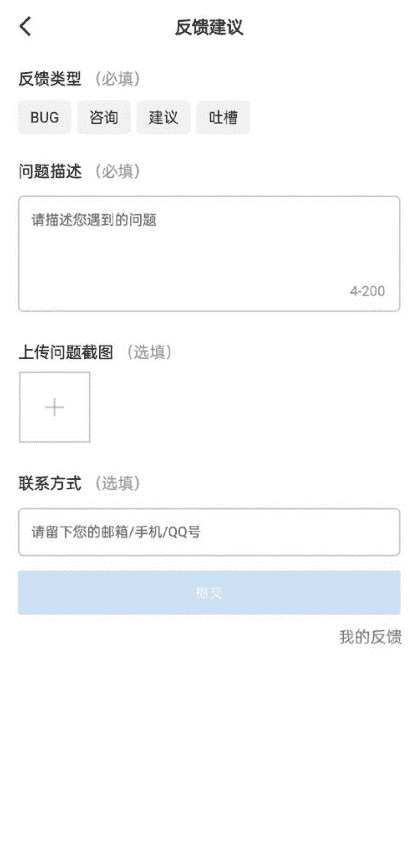 反馈建议
反馈类型（必填）
BUG 咨询 建议 吐槽
问题描述（必填）
请描述您遇到的问题
4-200
上传问题截图（选填）
联系方式（选填）
请留下您的邮箱/手机/QQ号
提交
我的反馈